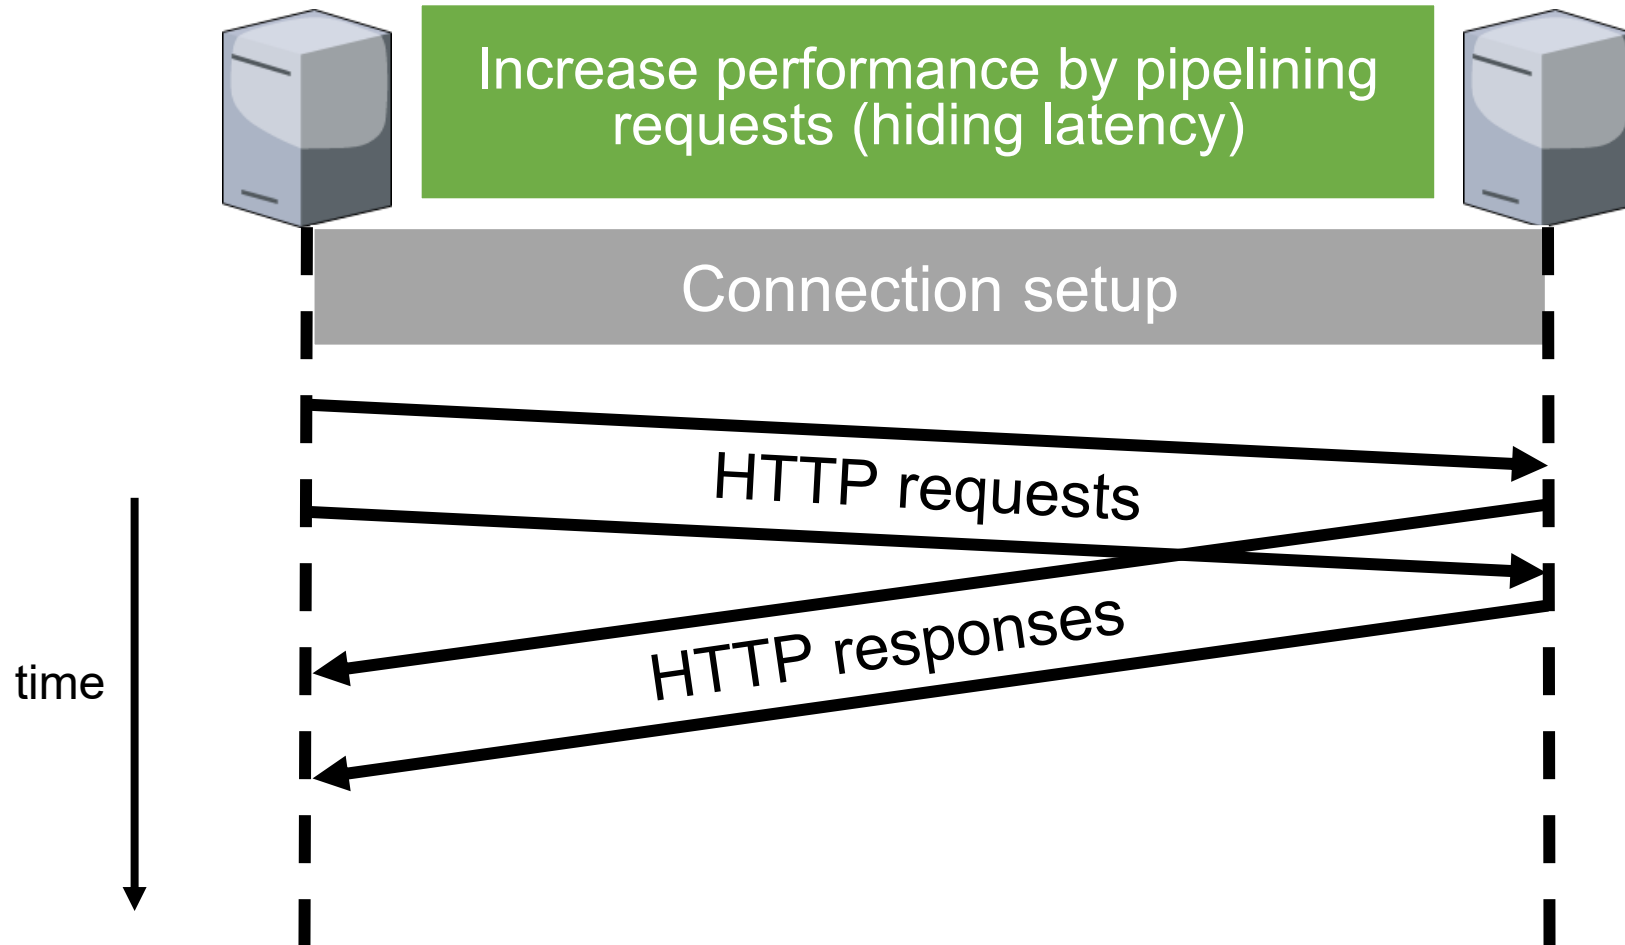 Increase performance by pipelining
requests (hiding latency)
Connection setup
HTTP requests
HTTP responses
time